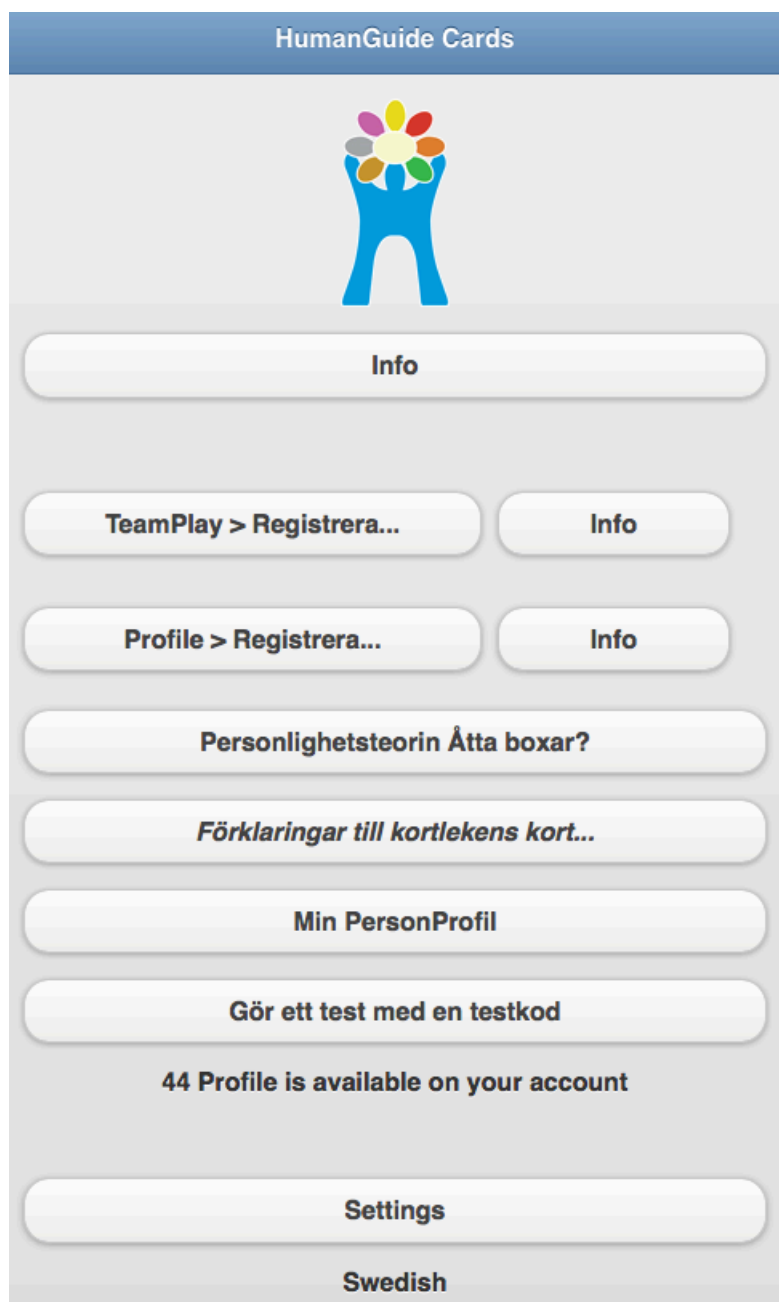 HumanGuide Cards
Info
TeamPlay > Registrera...
Info
Profile > Registrera...
Info
Personlighetsteorin Åtta boxar?
Förklaringar till kortlekens kort...
Min PersonProfil
Gör ett test med en testkod
44 Profile is available on your account
Settings
Swedish